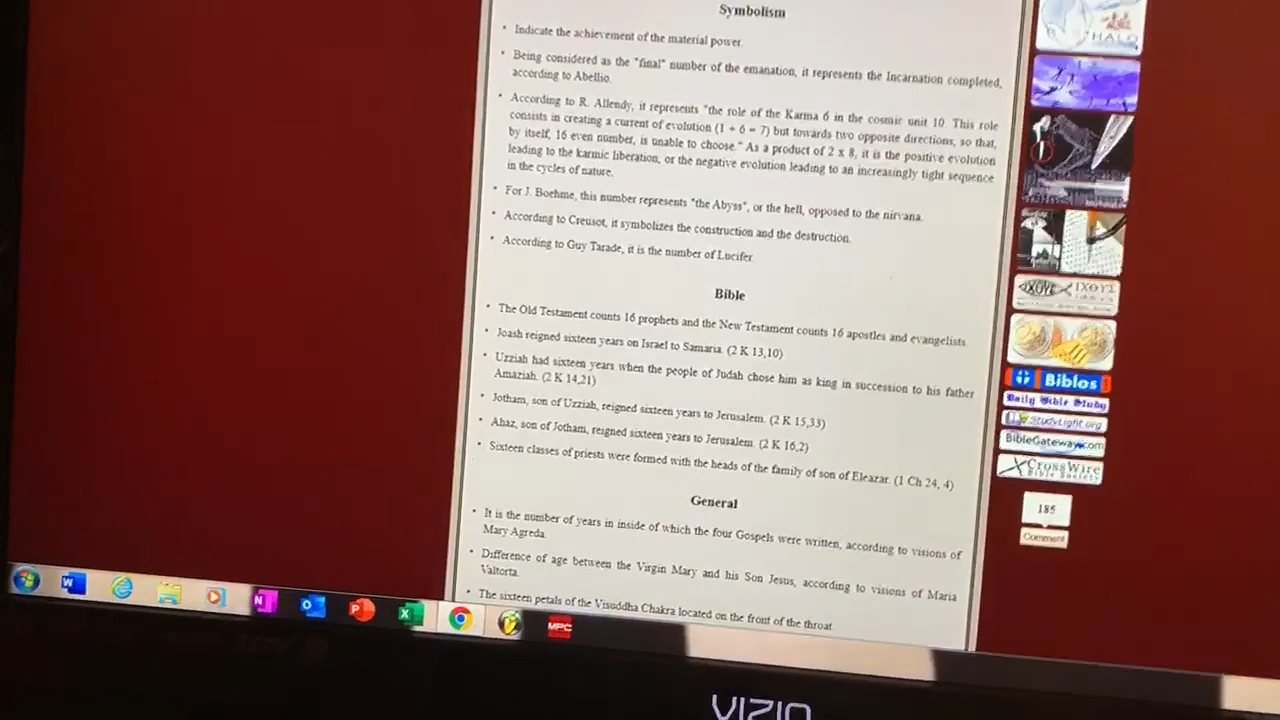 Symbolism
• Indicate the achievement of the material power.
• Being considered as the "final" number of the emanation, it represents the Incarnation completed,
according to Abellio.
• According to R. Allendy, it represents "the role of the Karma 6 in the cosmic unit 10. This role
consists in creating a current of evolution (1 + 6 = 7) but towards two opposite directions, so that,
by itself, 16 even number, is unable to choose." As a product of 2 x 8, it is the positive evolution
leading to the karmic liberation, or the negative evolution leading to an increasingly tight sequence
in the cycles of nature.
• For J. Boehme, this number represents "the Abyss", or the hell, opposed to the nirvana.
• According to Creusot, it symbolizes the construction and the destruction.
• According to Guy Tarade, it is the number of Lucifer.
Bible
• The Old Testament counts 16 prophets and the New Testament counts 16 apostles and evangelists.
• Joash reigned sixteen years on Israel to Samaria. (2 K 13,10)
• Uzziah had sixteen years when the people of Judah chose him as king in succession to his father
Amaziah. (2 K 14,21)
• Jotham, son of Uzziah, reigned sixteen years to Jerusalem. (2 K 15,33)
• Ahaz, son of Jotham, reigned sixteen years to Jerusalem. (2 K 16,2)
• Sixteen classes of priests were formed with the heads of the family of son of Eleazar. (1 Ch 24, 4)
General
• It is the number of years in inside of which the four Gospels were written, according to visions of
Mary Agreda.
• Difference of age between the Virgin Mary and his Son Jesus, according to visions of Maria
Valtorta.
• The sixteen petals of the Visuddha Chakra located on the front of the throat.
HALO
ΙΧΘΥΣ ΙΧΘΥΣ
Biblos
Daily Bible Study
StudyLight.org
BibleGateway.com
CrossWire
Bible Society
185
Comment
W
N
O
P
X
MPC
VIZIO